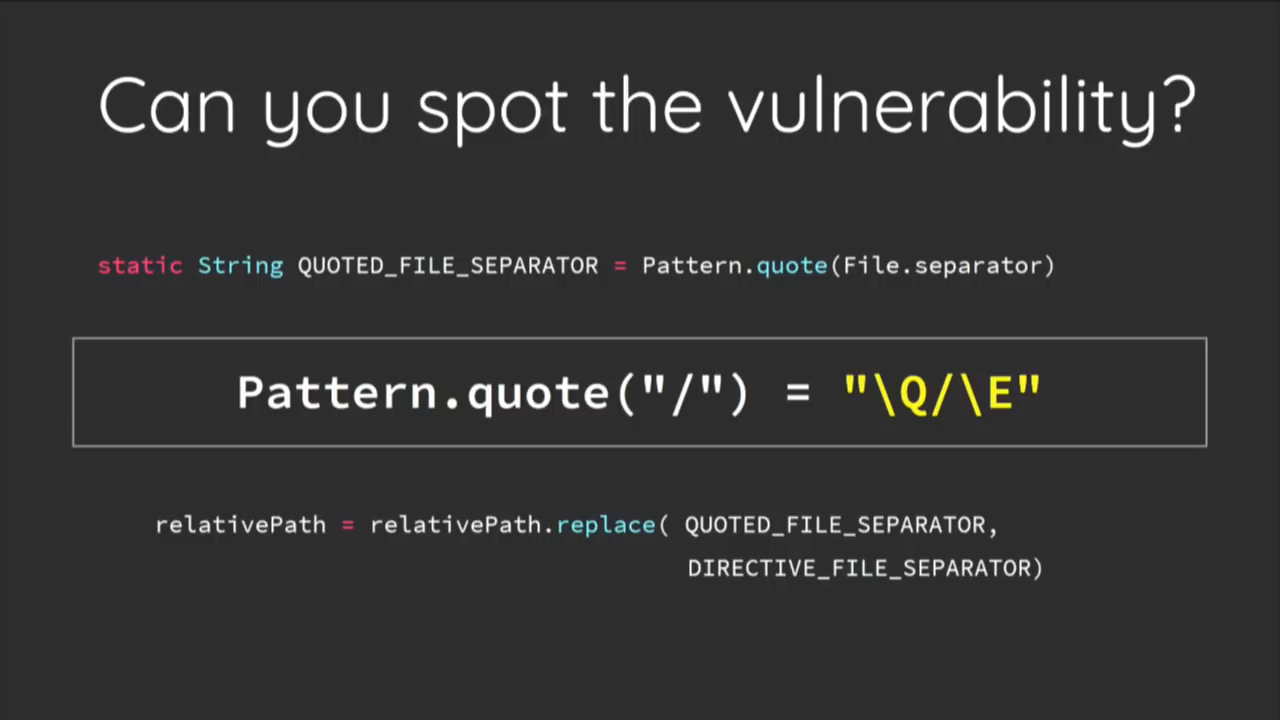 Can you spot the vulnerability?
static String QUOTED_FILE_SEPARATOR = Pattern.quote(File.separator)
Pattern.quote("/") = "\Q/\E"
relativePath = relativePath.replace( QUOTED_FILE_SEPARATOR,
DIRECTIVE_FILE_SEPARATOR)